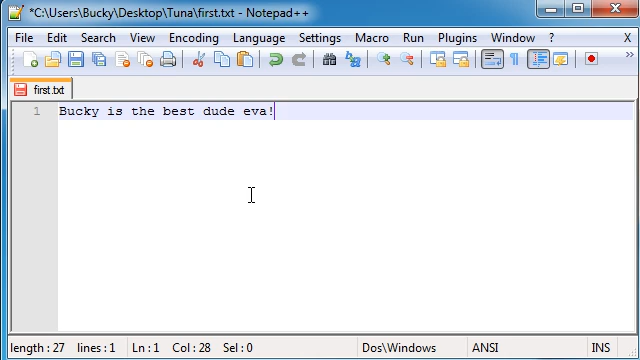 *C:\Users\Bucky\Desktop\Tuna\first.txt - Notepad++
File Edit Search View Encoding Language Settings Macro Run Plugins Window ? X
first.txt
1 Bucky is the best dude eva!
length : 27 lines : 1 Ln : 1 Col : 28 Sel : 0 Dos\Windows ANSI INS